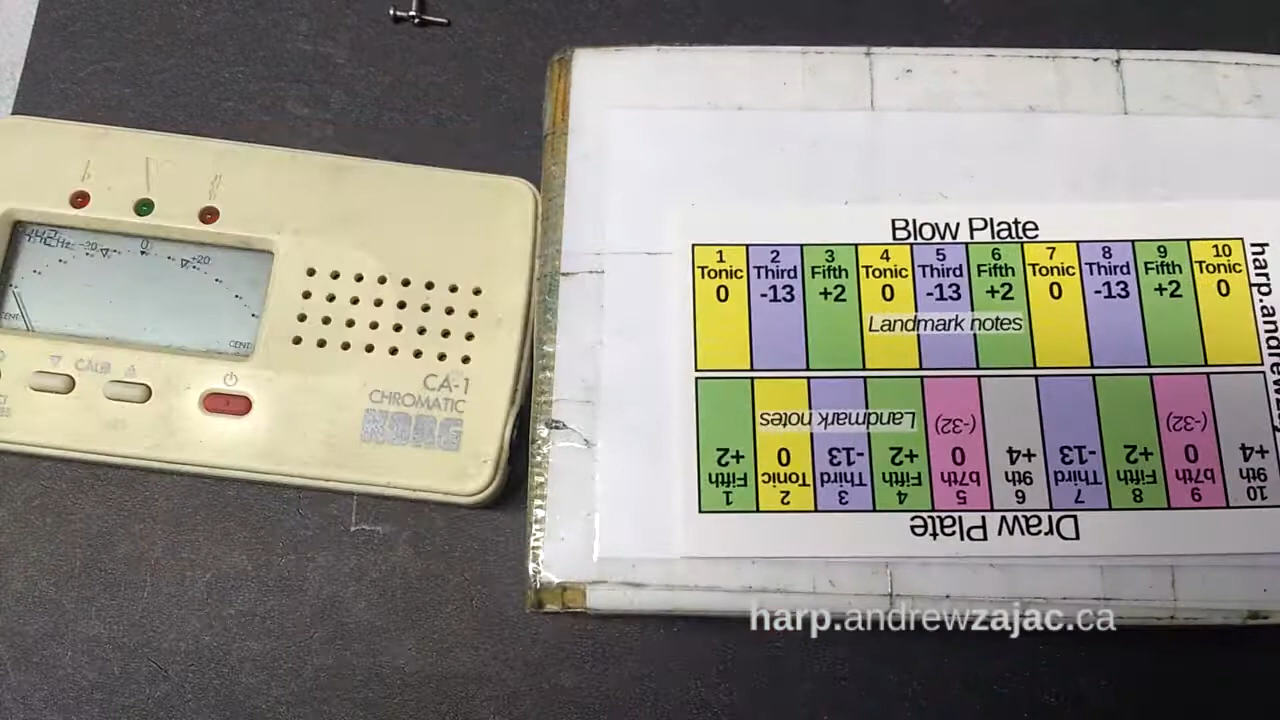 442Hz -20 0 +20
CENT CENT
CALIB
CA-1
CHROMATIC
KORG
Blow Plate
1 2 3 4 5 6 7 8 9 10
Tonic Third Fifth Tonic Third Fifth Tonic Third Fifth Tonic
0 -13 +2 0 -13 +2 0 -13 +2 0
Landmark notes
Landmark notes
(-32) (-32)
+2 0 -13 +2 0 +4 -13 +2 0 +4
Fifth Tonic Third Fifth b7th 9th Third Fifth b7th 9th
1 2 3 4 5 6 7 8 9 10
Draw Plate
harp.andrewzajac.ca